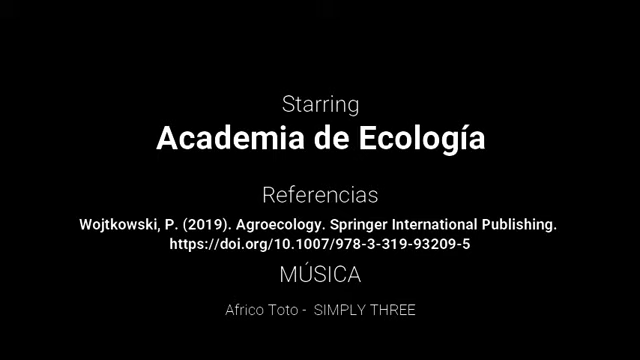 Starring
Academia de Ecología
Referencias
Wojtkowski, P. (2019). Agroecology. Springer International Publishing.
https://doi.org/10.1007/978-3-319-93209-5
MÚSICA
Africo Toto - SIMPLY THREE